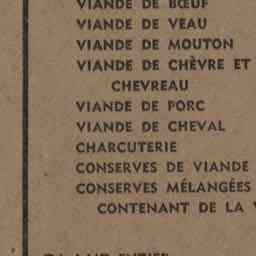 VIANDE DE BŒUF
VIANDE DE VEAU
VIANDE DE MOUTON
VIANDE DE CHÈVRE ET
CHEVREAU
VIANDE DE PORC
VIANDE DE CHEVAL
CHARCUTERIE
CONSERVES DE VIANDE
CONSERVES MÉLANGÉES
CONTENANT DE LA